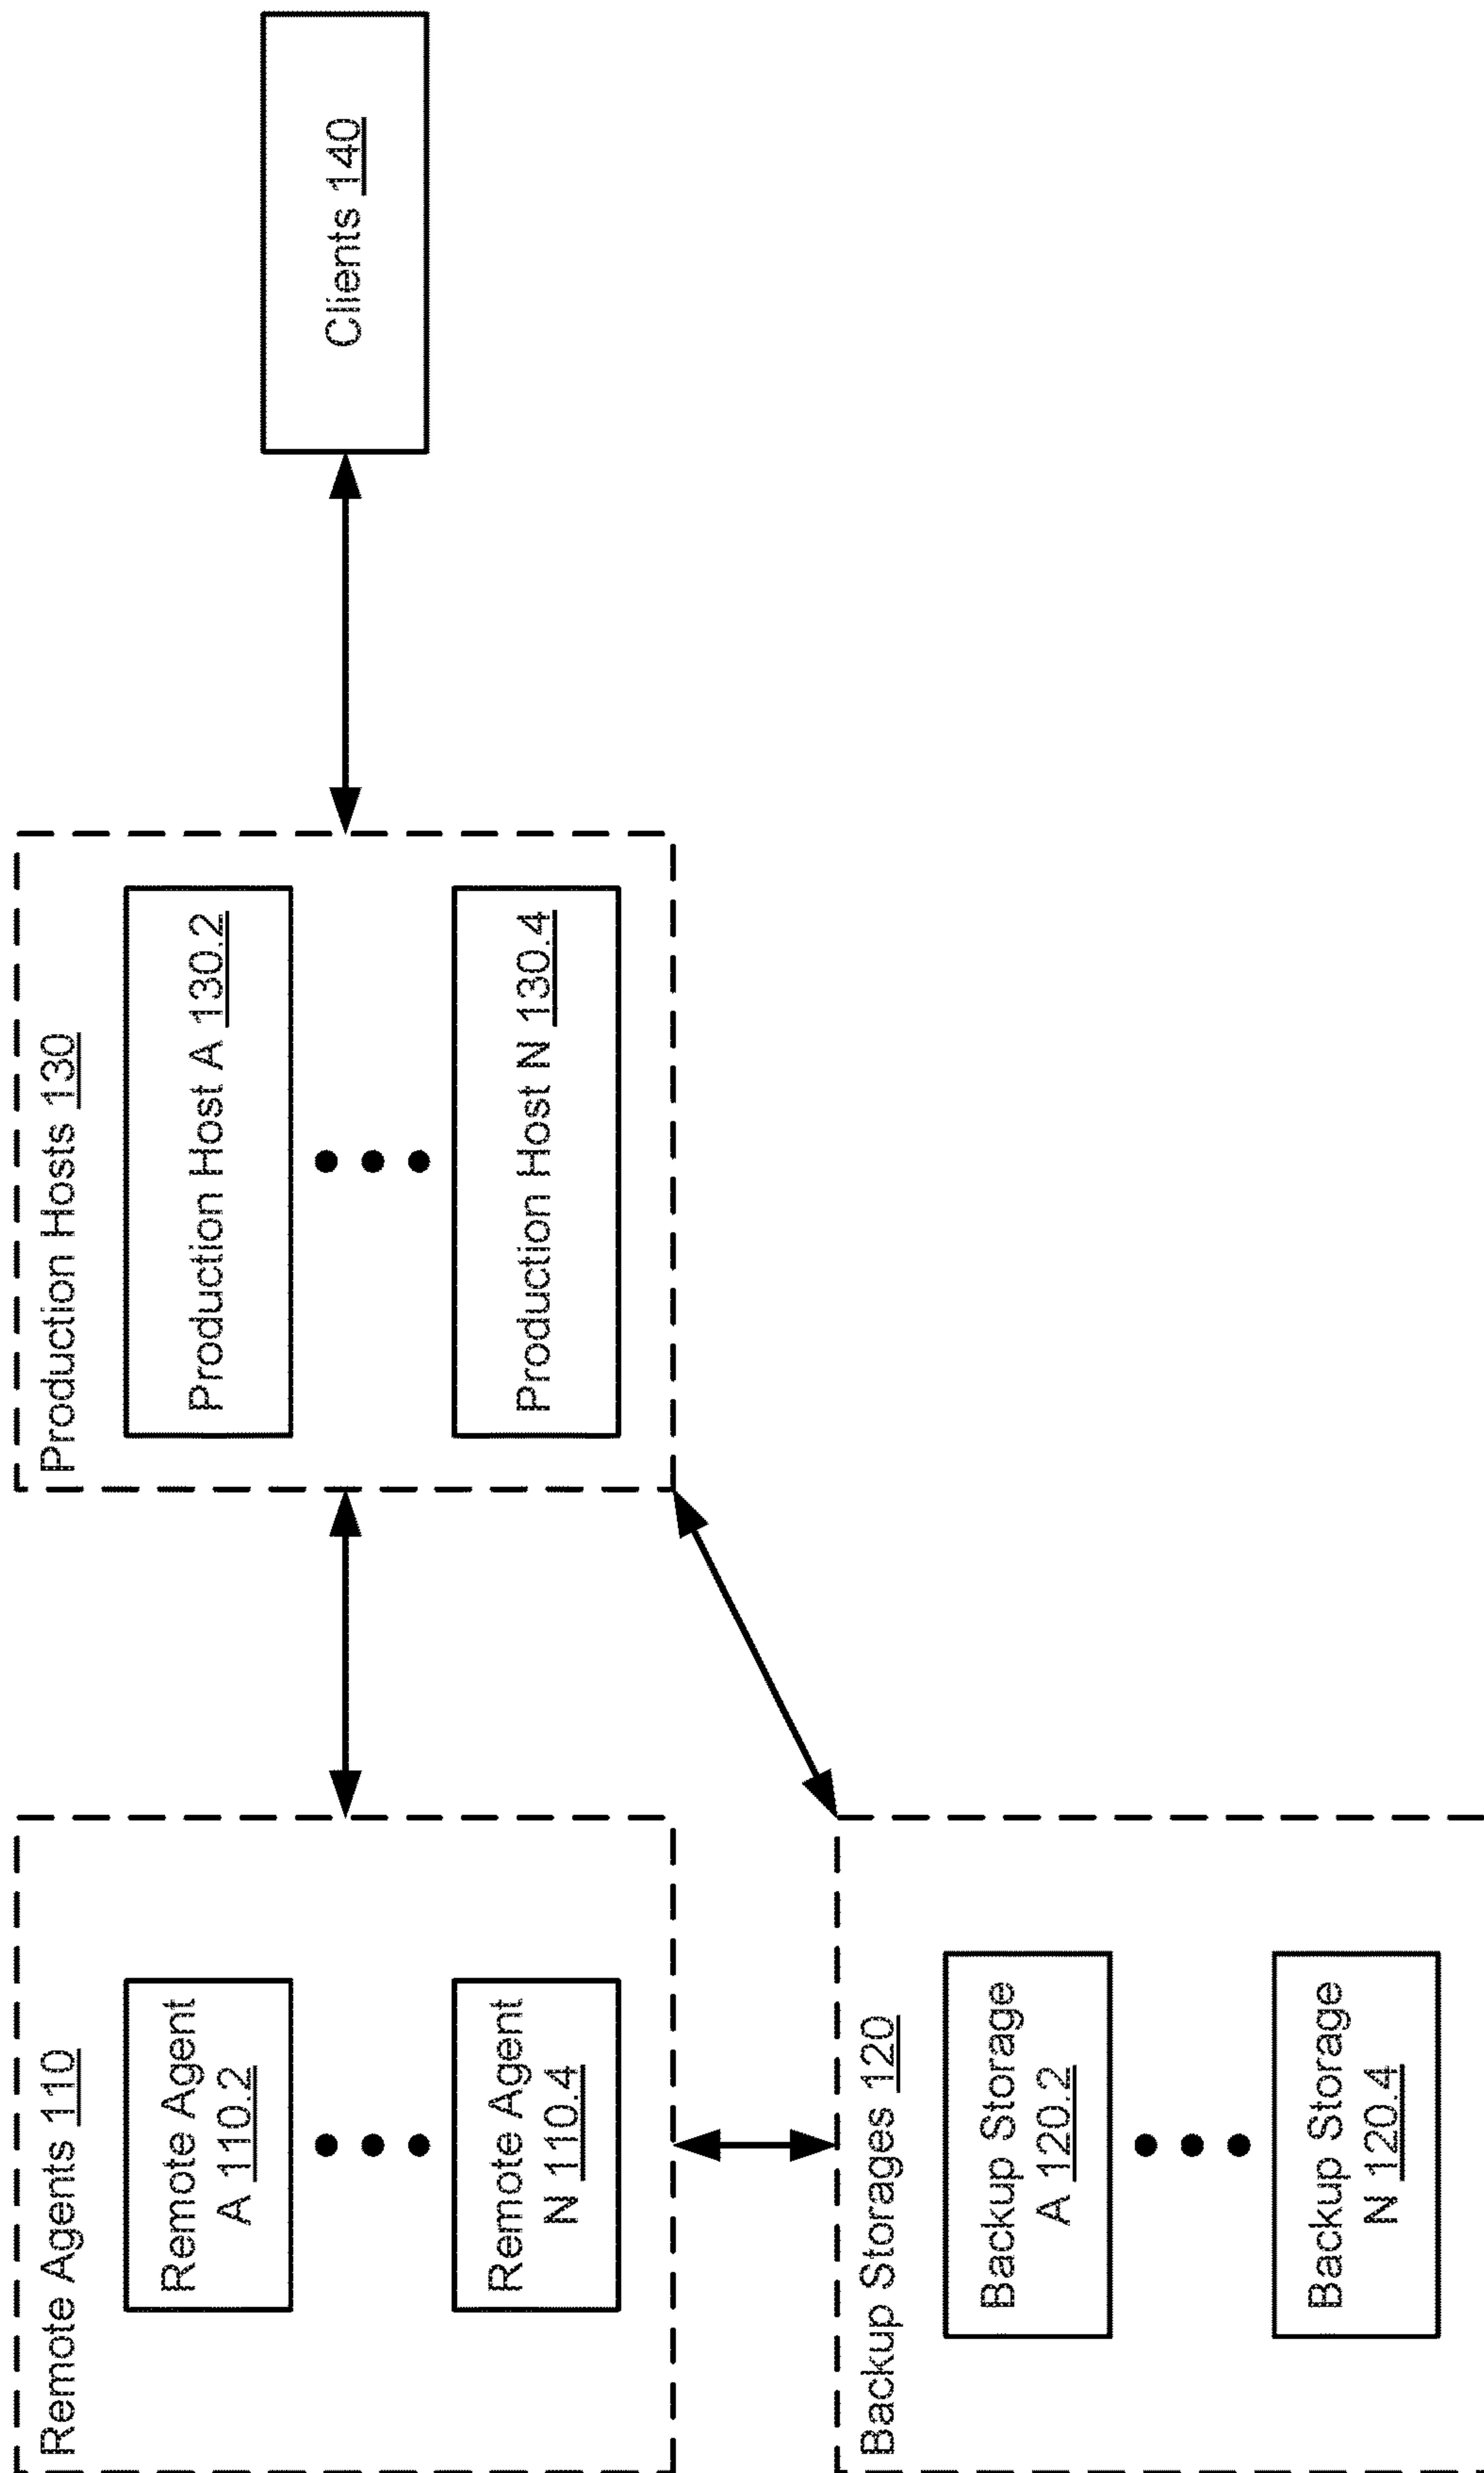 Remote Agents 110
Remote Agent
A 110.2
Remote Agent
N 110.4
Production Hosts 130
Production Host A 130.2
Production Host N 130.4
Clients 140
Backup Storages 120
Backup Storage
A 120.2
Backup Storage
N 120.4